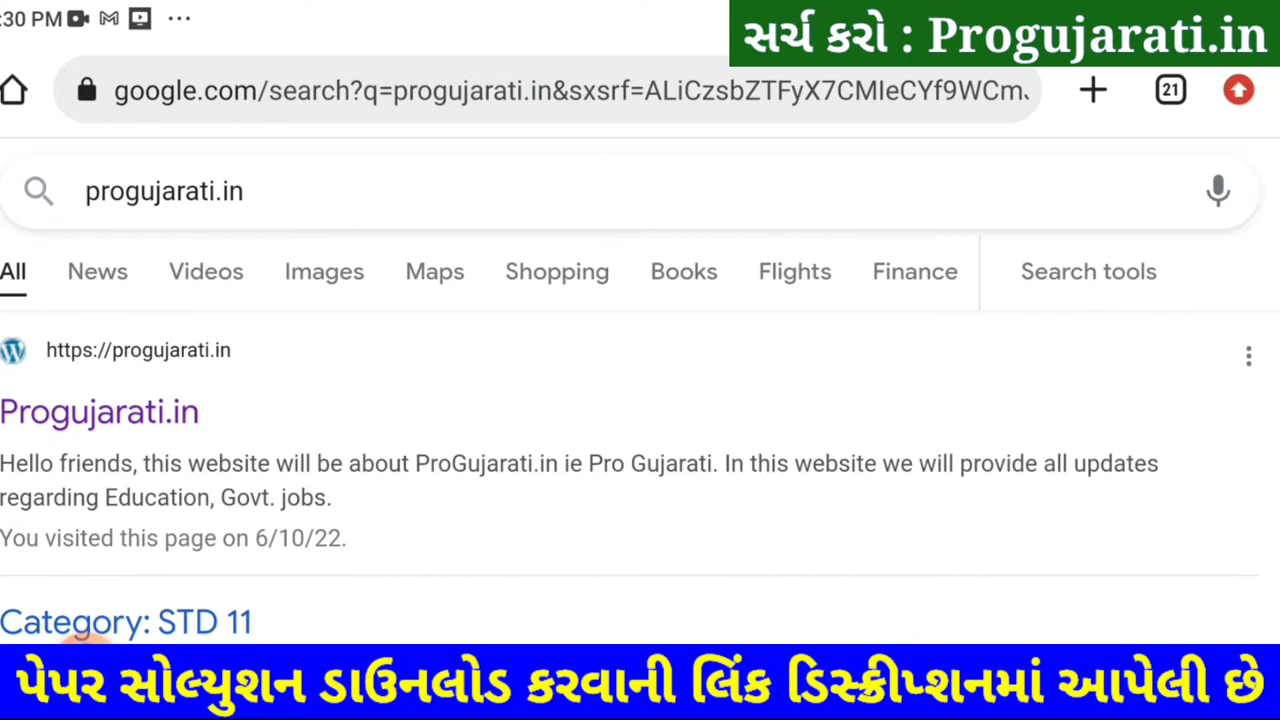 :30 PM
સર્ચ કરો : Progujarati.in
google.com/search?q=progujarati.in&sxsrf=ALiCzsbZTFyX7CMIeCYf9WCm
21
progujarati.in
All News Videos Images Maps Shopping Books Flights Finance Search tools
https://progujarati.in
Progujarati.in
Hello friends, this website will be about ProGujarati.in ie Pro Gujarati. In this website we will provide all updates
regarding Education, Govt. jobs.
You visited this page on 6/10/22.
Category: STD 11
પેપર સોલ્યુશન ડાઉનલોડ કરવાની લિંક ડિસ્ક્રીપ્શનમાં આપેલી છે